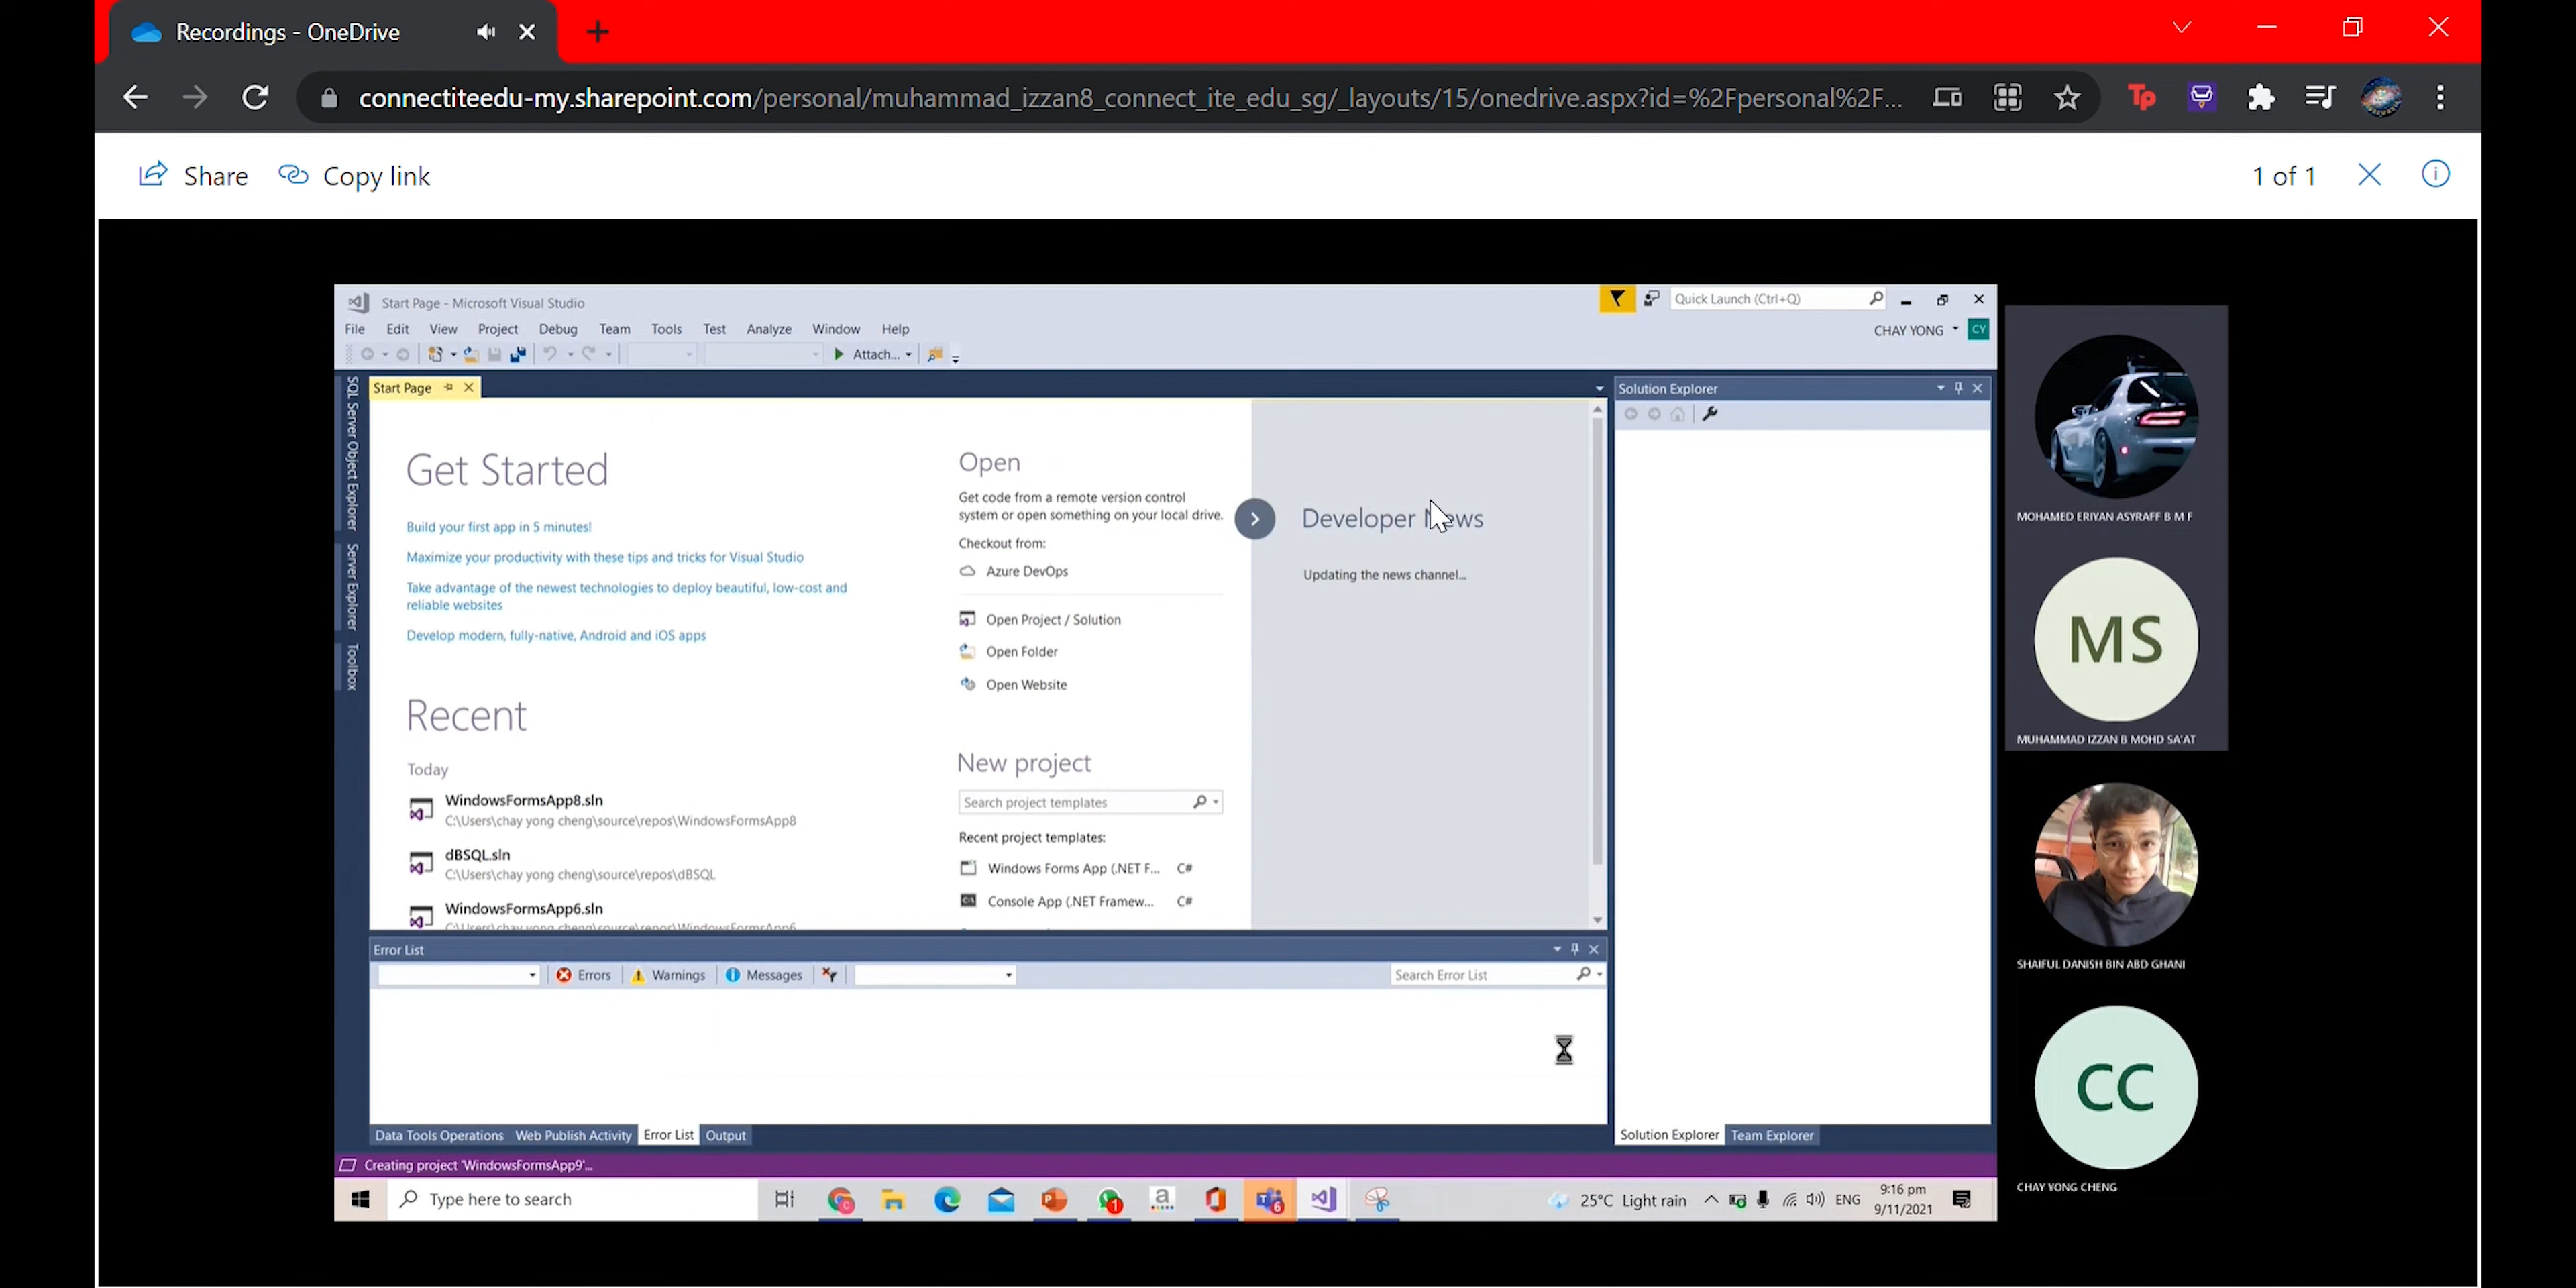 Recordings - OneDrive
connectiteedu-my.sharepoint.com/personal/muhammad_izzan8_connect_ite_edu_sg/_layouts/15/onedrive.aspx?id=%2Fpersonal%2F...
Tp
Share
Copy link
1 of 1
Start Page - Microsoft Visual Studio
Quick Launch (Ctrl+Q)
File Edit View Project Debug Team Tools Test Analyze Window Help
CHAY YONG
CY
Attach...
SQL Server Object Explorer
Server Explorer
Toolbox
Start Page
Get Started
Build your first app in 5 minutes!
Maximize your productivity with these tips and tricks for Visual Studio
Take advantage of the newest technologies to deploy beautiful, low-cost and
reliable websites
Develop modern, fully-native, Android and iOS apps
Recent
Today
WindowsFormsApp8.sln
C:\Users\chay yong cheng\source\repos\WindowsFormsApp8
dBSQL.sln
C:\Users\chay yong cheng\source\repos\dBSQL
WindowsFormsApp6.sln
C:\Users\chay yong cheng\source\repos\WindowsFormsApp6
Open
Get code from a remote version control
system or open something on your local drive.
Checkout from:
Azure DevOps
Open Project / Solution
Open Folder
Open Website
New project
Search project templates
Recent project templates:
Windows Forms App (.NET F... C#
Console App (.NET Framew... C#
Developer News
Updating the news channel...
Solution Explorer
Error List
Errors
Warnings
Messages
Search Error List
Data Tools Operations Web Publish Activity Error List Output
Solution Explorer Team Explorer
Creating project 'WindowsFormsApp9'...
Type here to search
25°C Light rain
ENG
9:16 pm
9/11/2021
MOHAMED ERIYAN ASYRAFF B M F
MS
MUHAMMAD IZZAN B MOHD SA'AT
SHAIFUL DANISH BIN ABD GHANI
CC
CHAY YONG CHENG